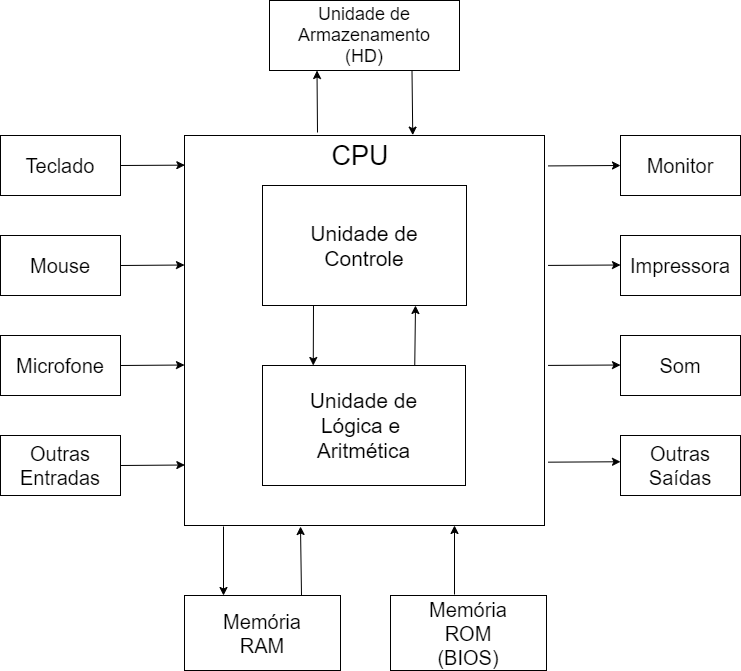 Unidade de
Armazenamento
(HD)
CPU
Teclado
Monitor
Unidade de
Controle
Mouse
Impressora
Microfone
Som
Unidade de
Lógica e
Aritmética
Outras
Entradas
Outras
Saídas
Memória
RAM
Memória
ROM
(BIOS)